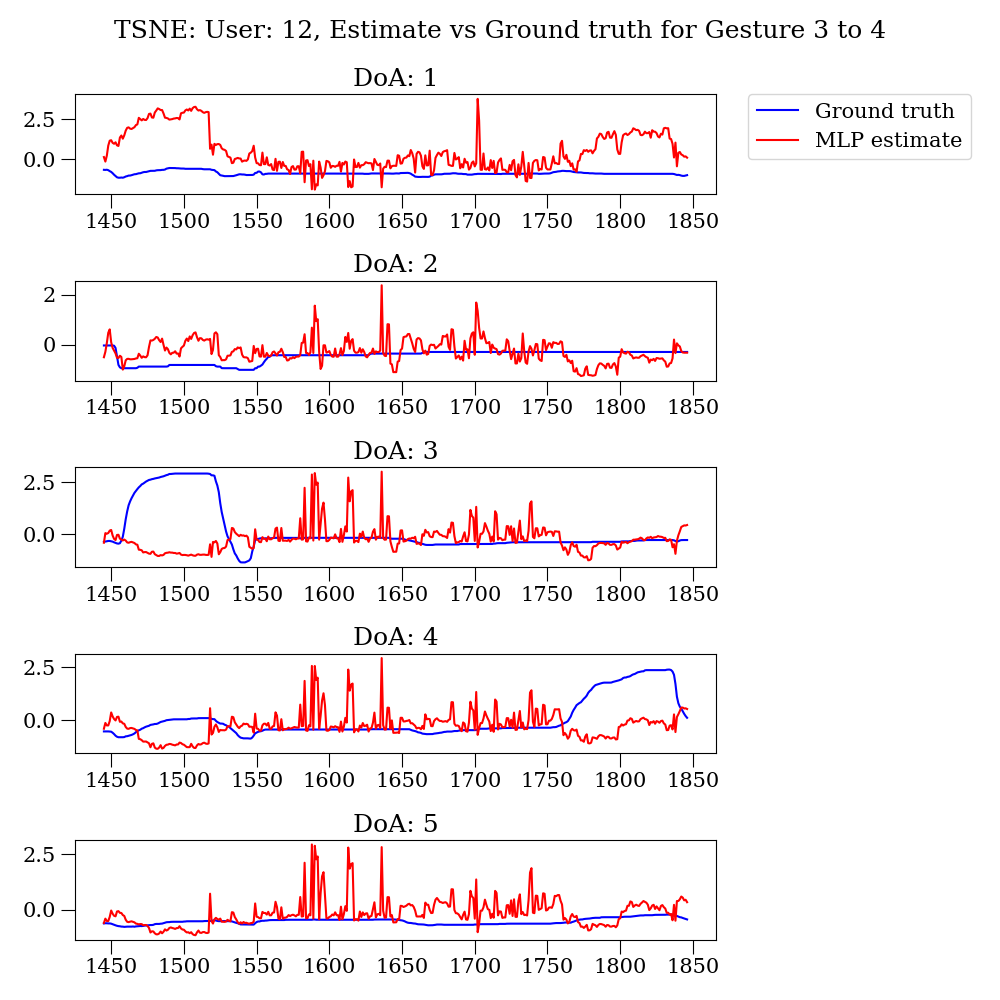 TSNE: User: 12, Estimate vs Ground truth for Gesture 3 to 4
DoA: 1
Ground truth
MLP estimate
2.5
0.0
1450 1500 1550 1600 1650 1700 1750 1800 1850
DoA: 2
2
0
1450 1500 1550 1600 1650 1700 1750 1800 1850
DoA: 3
2.5
0.0
1450 1500 1550 1600 1650 1700 1750 1800 1850
DoA: 4
2.5
0.0
1450 1500 1550 1600 1650 1700 1750 1800 1850
DoA: 5
2.5
0.0
1450 1500 1550 1600 1650 1700 1750 1800 1850